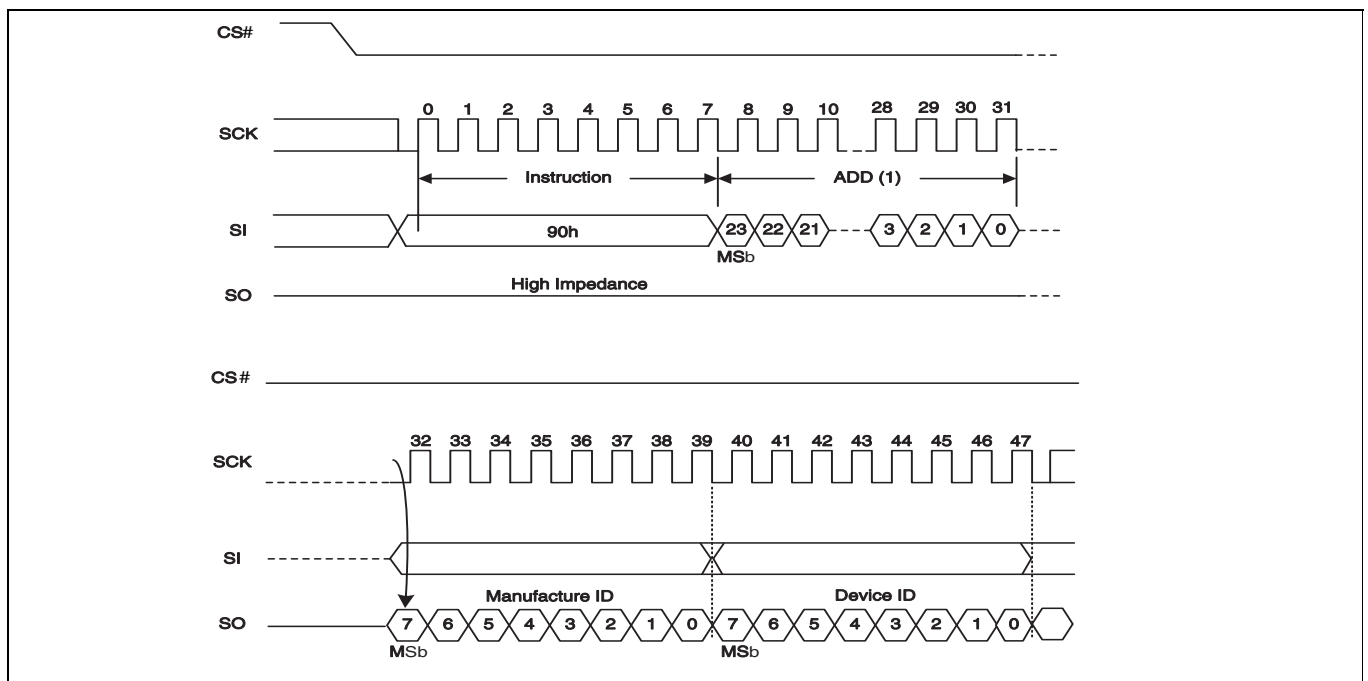 CS#
0 1 2 3 4 5 6 7 8 9 10 28 29 30 31
SCK
Instruction ADD (1)
SI 90h 23 22 21 3 2 1 0
MSb
High Impedance
SO
CS#
32 33 34 35 36 37 38 39 40 41 42 43 44 45 46 47
SCK
SI
Manufacture ID Device ID
SO 7 6 5 4 3 2 1 0 7 6 5 4 3 2 1 0
MSb MSb